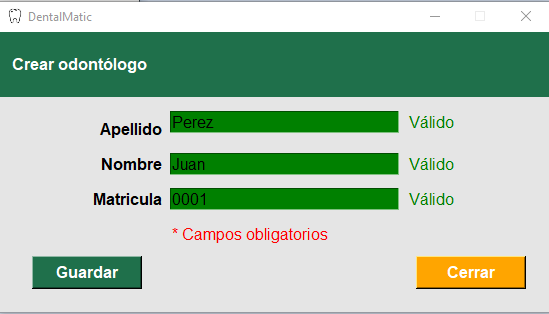 DentalMatic
Crear odontólogo
Apellido Perez Válido
Nombre Juan Válido
Matricula 0001 Válido
* Campos obligatorios
Guardar Cerrar